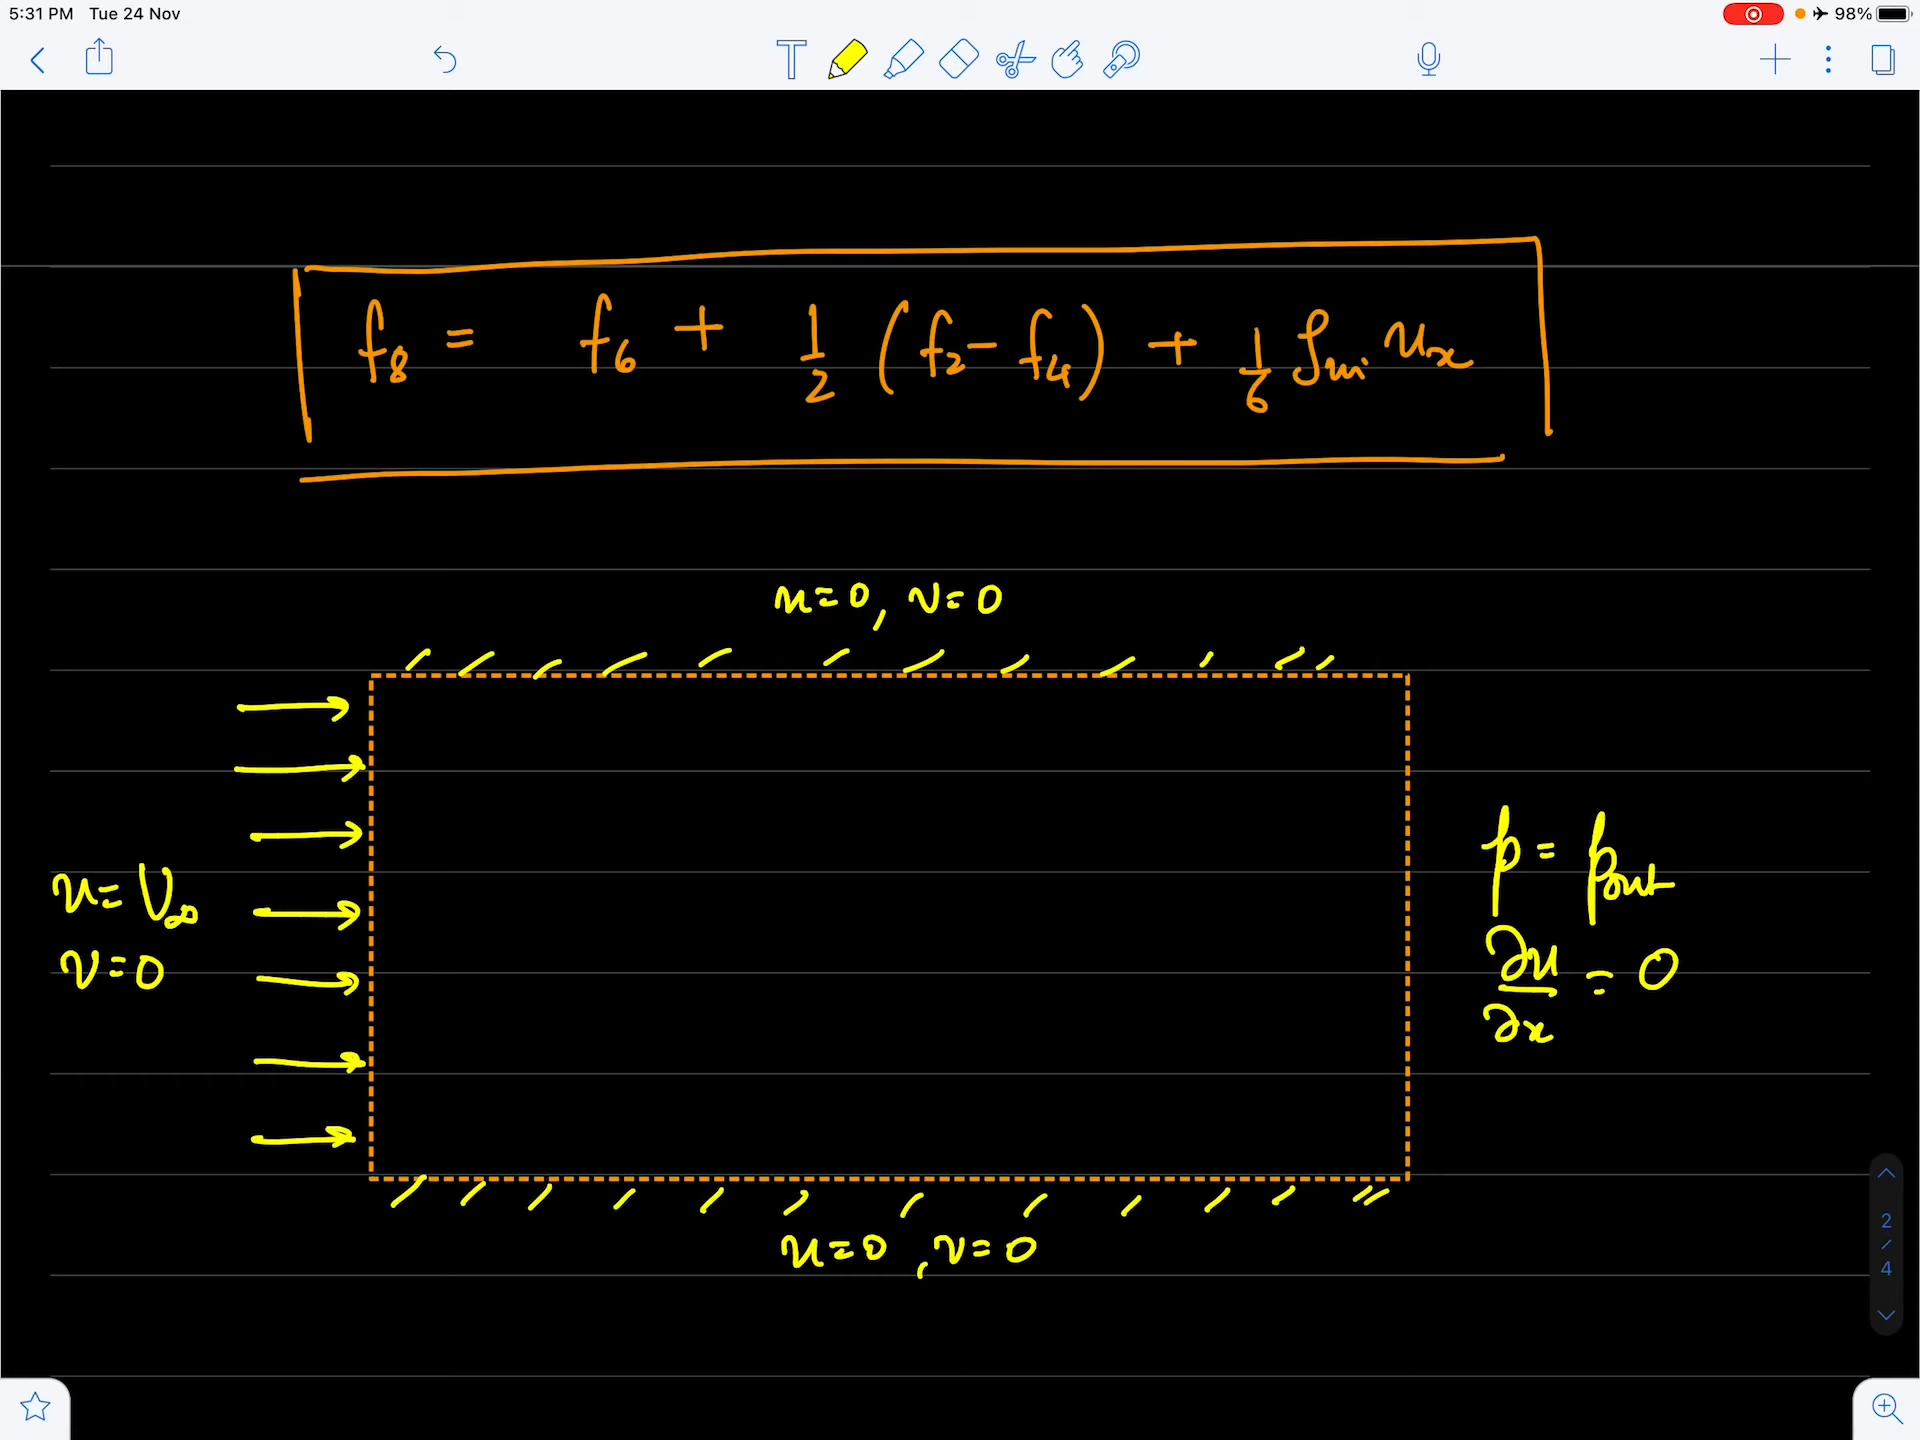 5:31 PM Tue 24 Nov 98%
T
f₈ = f₆ + 1/2 (f₂ - f₄) + 1/6 ρᵢₙ uₓ
u=0, v=0
u= U∞
v=0
p = pout
∂u/∂x = 0
u=0, v=0
2
/
4